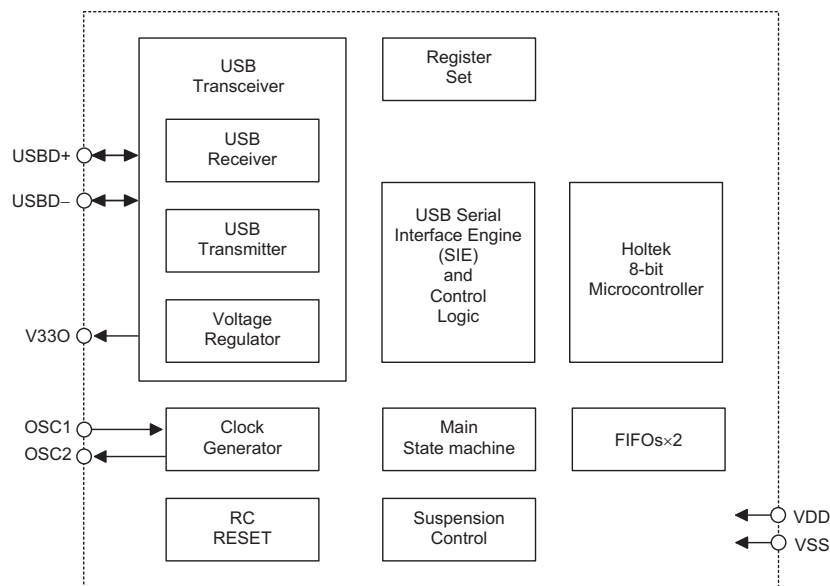 USB
Transceiver
Register
Set
USB
Receiver
USBD+
USBD−
USB
Transmitter
USB Serial
Interface Engine
(SIE)
and
Control
Logic
Holtek
8-bit
Microcontroller
Voltage
Regulator
V33O
OSC1
OSC2
Clock
Generator
Main
State machine
FIFOs×2
RC
RESET
Suspension
Control
VDD
VSS